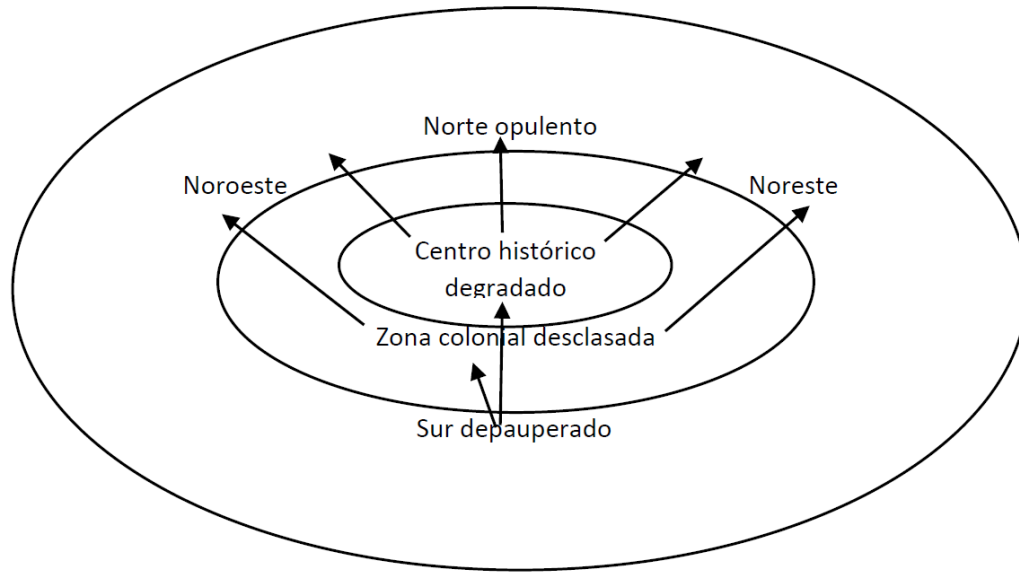 Norte opulento
Noroeste
Noreste
Centro histórico
degradado
Zona colonial desclasada
Sur depauperado